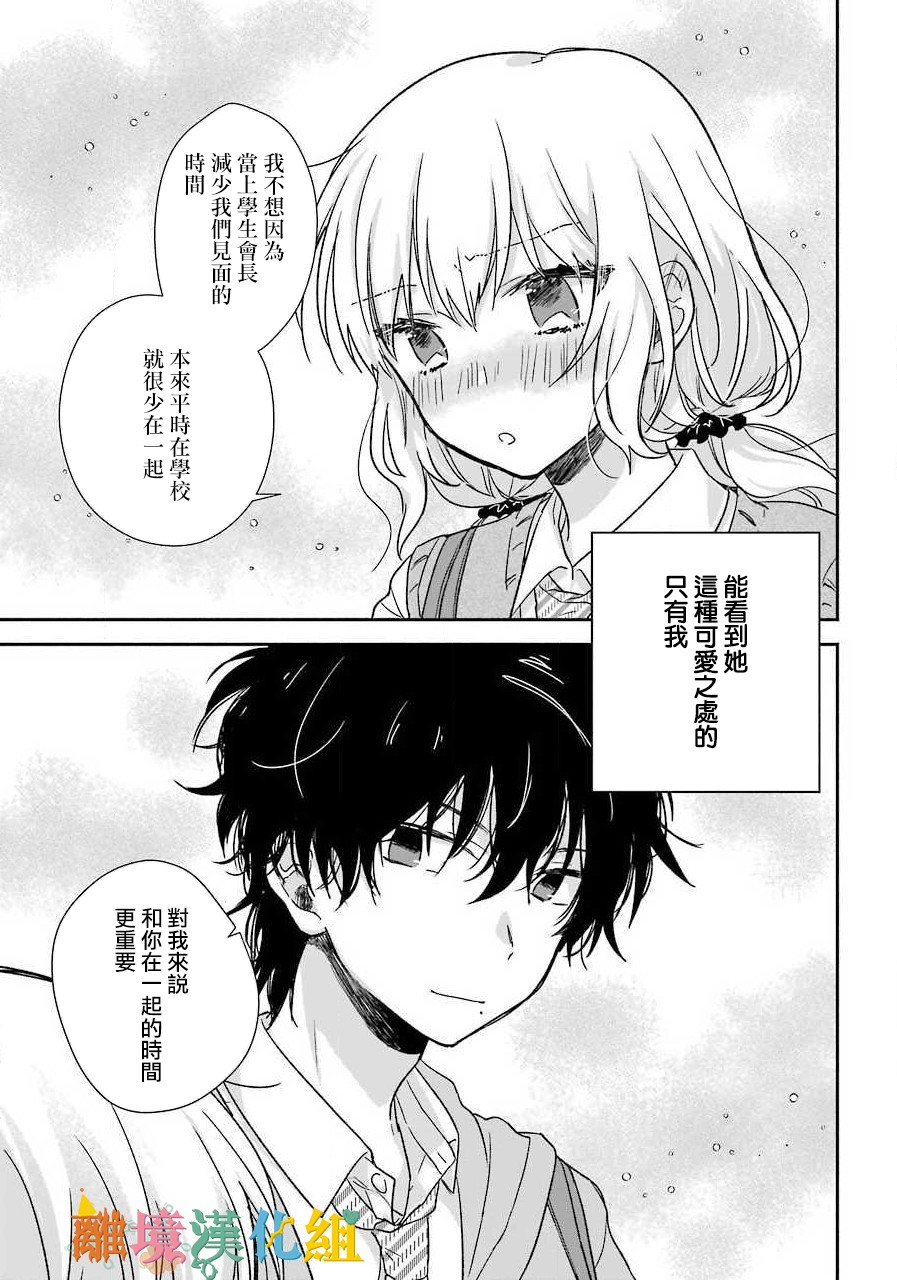 我不想因為
當上學生會長
減少我們見面的
時間
本來平時在學校
就很少在一起
能看到她
這種可愛之處的
只有我
對我來説
和你在一起的時間
更重要
離境漢化組